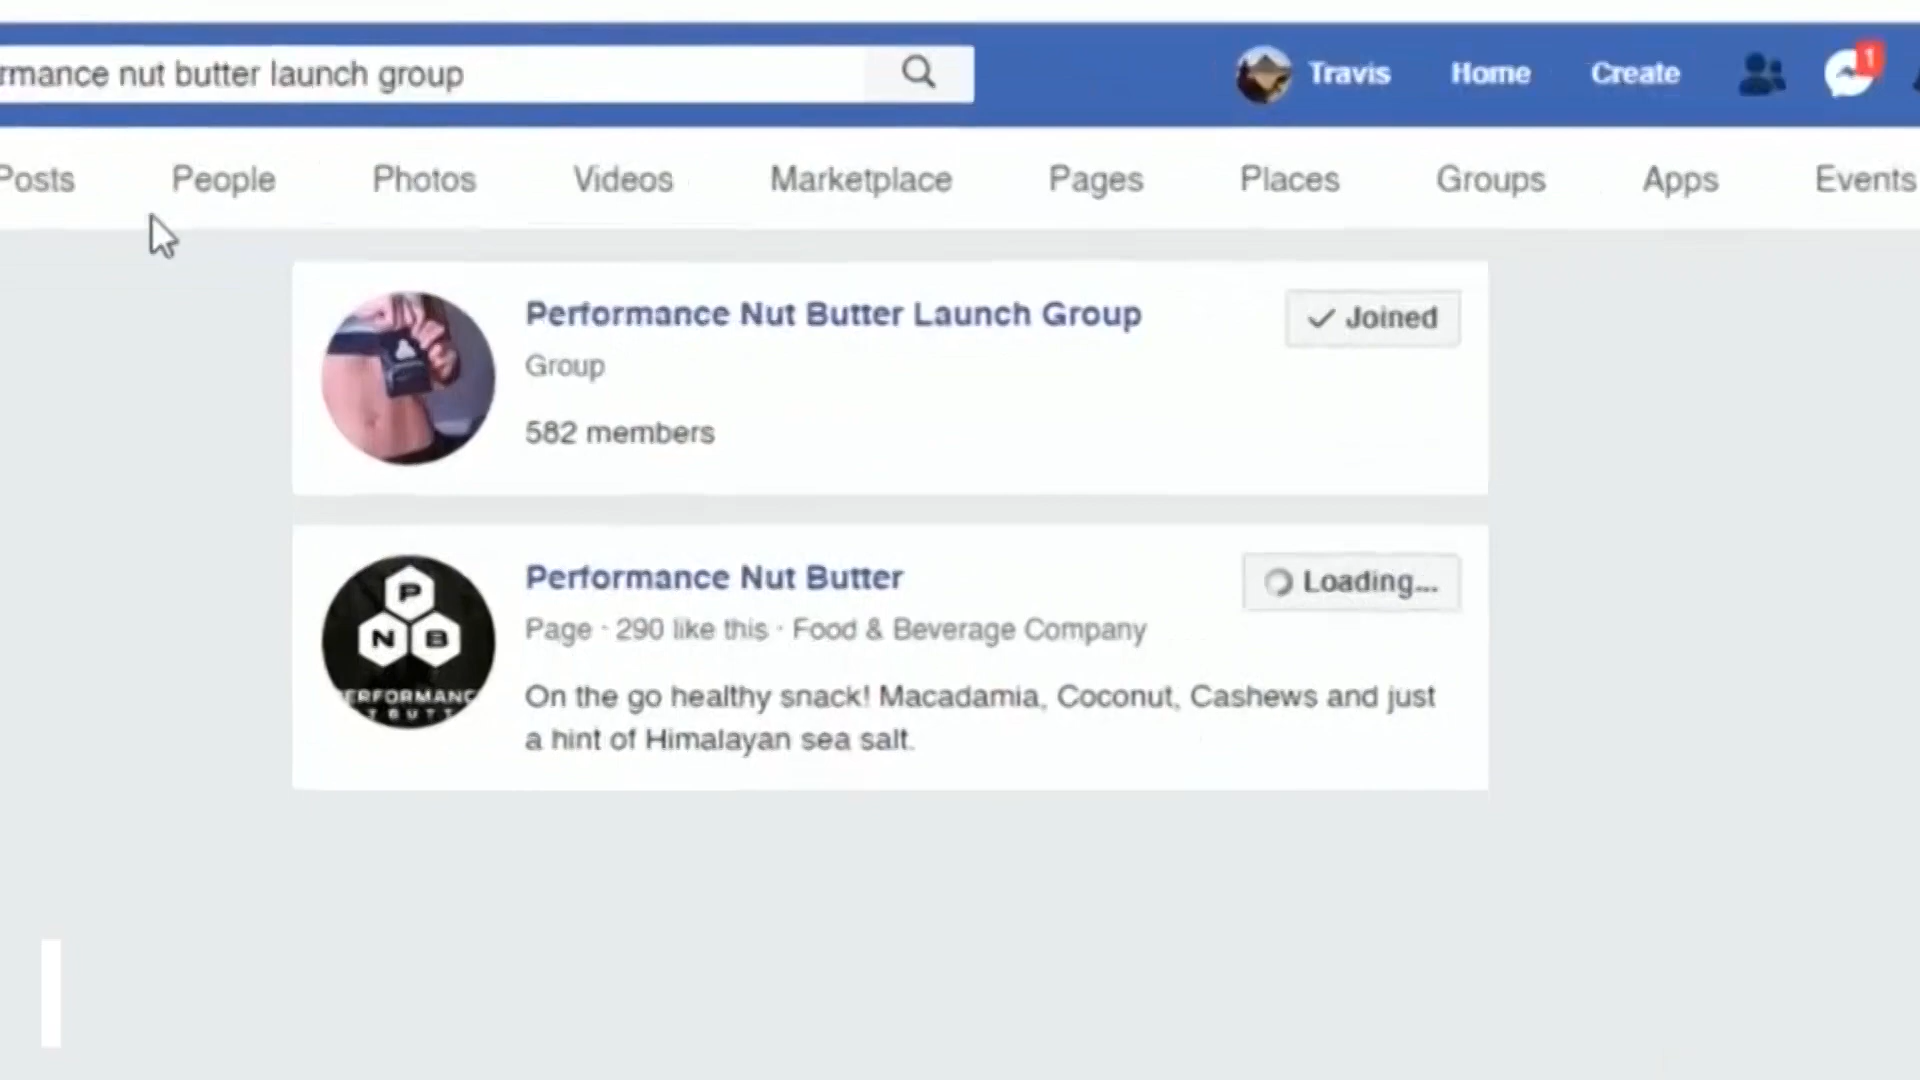 rmance nut butter launch group
Travis
Home
Create
1
Posts
People
Photos
Videos
Marketplace
Pages
Places
Groups
Apps
Events
Performance Nut Butter Launch Group
Joined
Group
582 members
P
N B
ERFORMANC
T BUTT
Performance Nut Butter
Loading...
Page · 290 like this · Food & Beverage Company
On the go healthy snack! Macadamia, Coconut, Cashews and just
a hint of Himalayan sea salt.